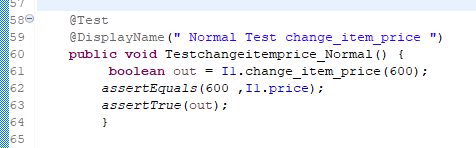 57
58 @Test
59 @DisplayName(" Normal Test change_item_price ")
60 public void Testchangeitemprice_Normal() {
61 boolean out = I1.change_item_price(600);
62 assertEquals(600 ,I1.price);
63 assertTrue(out);
64 }
65